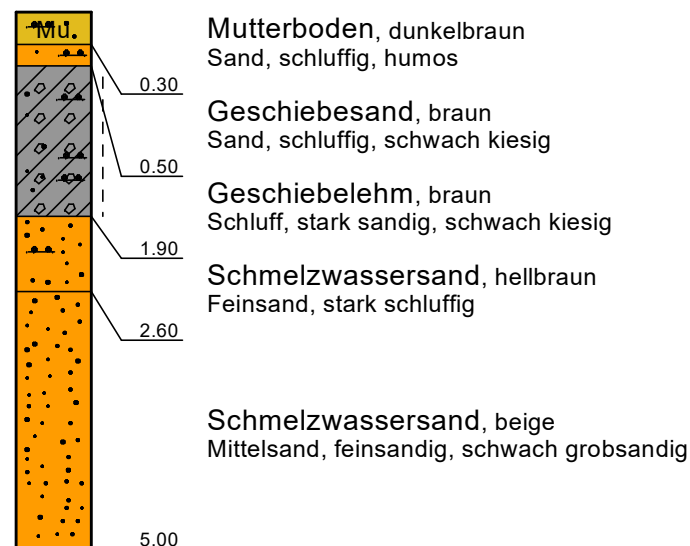 Mu.
Mutterboden, dunkelbraun
Sand, schluffig, humos
0.30
Geschiebesand, braun
Sand, schluffig, schwach kiesig
0.50
Geschiebelehm, braun
Schluff, stark sandig, schwach kiesig
1.90
Schmelzwassersand, hellbraun
Feinsand, stark schluffig
2.60
Schmelzwassersand, beige
Mittelsand, feinsandig, schwach grobsandig
5.00